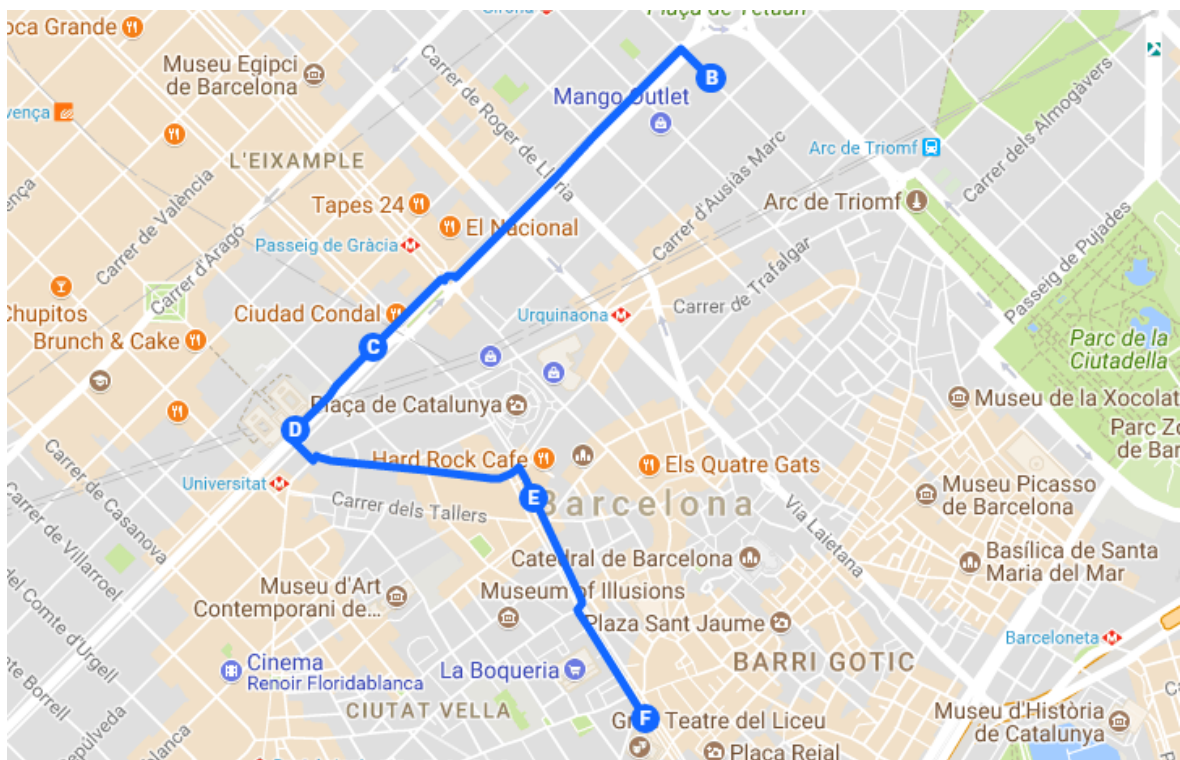 Plaça de Tetuan
Girona
oca Grande
Museu Egipci
de Barcelona
B
Mango Outlet
Carrer de Roger de Llúria
Carrer dels Almogàvers
vença
L'EIXAMPLE
Arc de Triomf
Carrer d'Ausiàs Marc
Carrer de València
Tapes 24
El Nacional
Arc de Triomf
Passeig de Gràcia
Carrer d'Aragó
Carrer de Trafalgar
Passeig de Pujades
Chupitos
Ciudad Condal
Urquinaona
Brunch & Cake
C
Parc de la
Ciutadella
Museu de la Xocolat
Plaça de Catalunya
D
Parc Zo
de Bar
Hard Rock Cafe
Els Quatre Gats
Universitat
Carrer de Casanova
Carrer dels Tallers
E
Barcelona
Museu Picasso
de Barcelona
Via Laietana
Carrer de Villarroel
Catedral de Barcelona
Basílica de Santa
Maria del Mar
Museu d'Art
Contemporani de...
Museum of Illusions
del Comte d'Urgell
Plaza Sant Jaume
Barceloneta
Cinema
Renoir Floridablanca
La Boqueria
BARRI GOTIC
Borrell
CIUTAT VELLA
F
Teatre del Liceu
Museu d'Història
de Catalunya
Sepúlveda
Plaça Reial